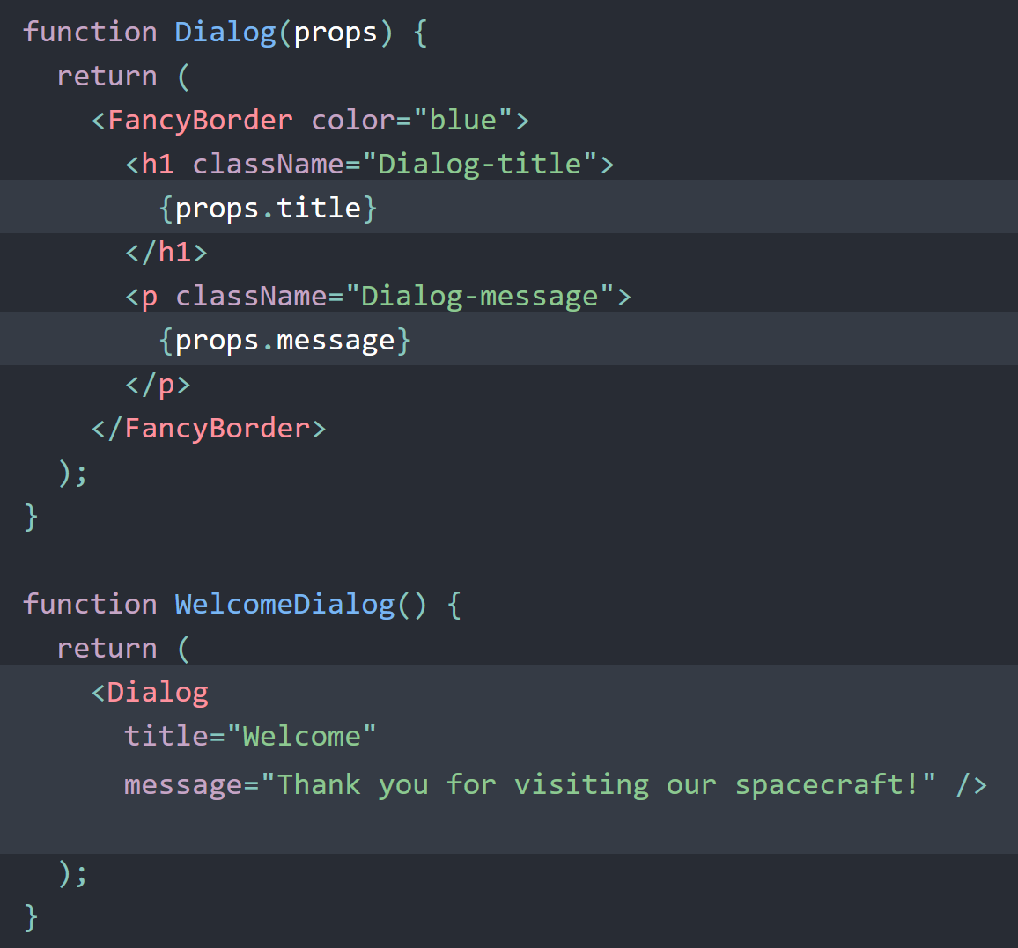 function Dialog(props) {
  return (
    <FancyBorder color="blue">
      <h1 className="Dialog-title">
        {props.title}
      </h1>
      <p className="Dialog-message">
        {props.message}
      </p>
    </FancyBorder>
  );
}

function WelcomeDialog() {
  return (
    <Dialog
      title="Welcome"
      message="Thank you for visiting our spacecraft!" />
  );
}